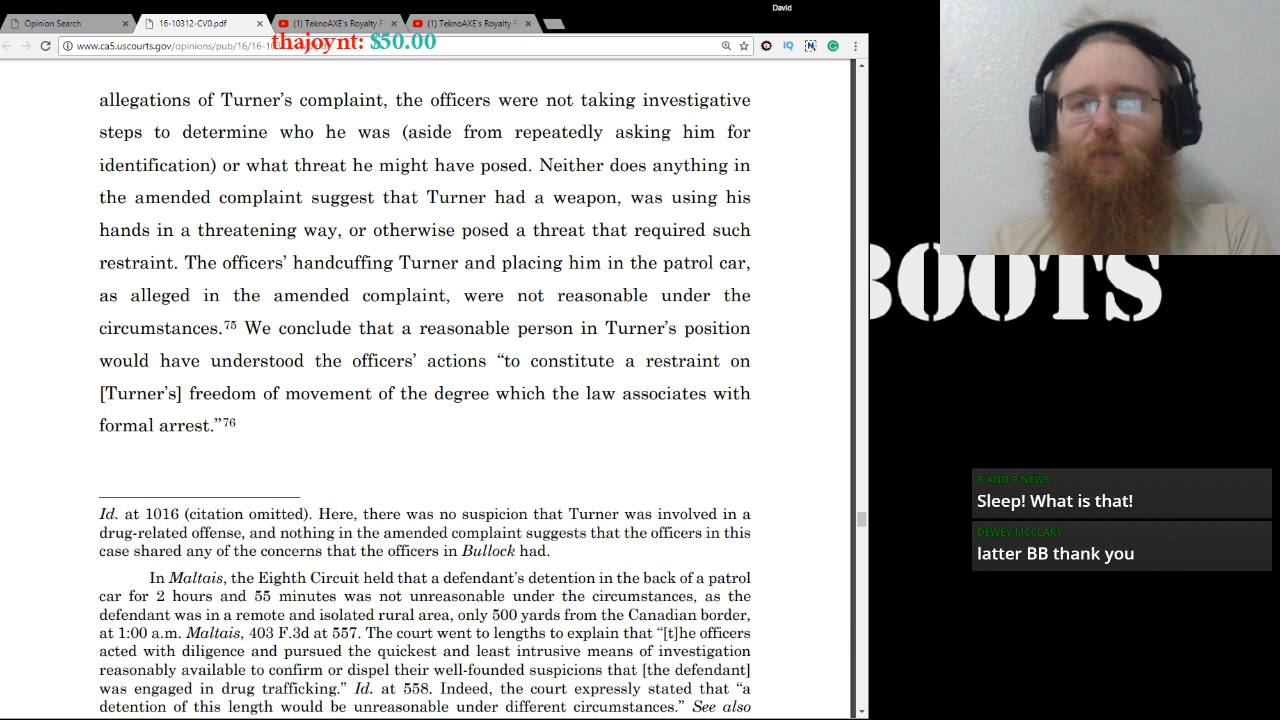 David
Opinion Search
16-10312-CV0.pdf
(1) TeknoAXE's Royalty F
(1) TeknoAXE's Royalty F
www.ca5.uscourts.gov/opinions/pub/16/16-10
thajoynt: $50.00
allegations of Turner’s complaint, the officers were not taking investigative
steps to determine who he was (aside from repeatedly asking him for
identification) or what threat he might have posed. Neither does anything in
the amended complaint suggest that Turner had a weapon, was using his
hands in a threatening way, or otherwise posed a threat that required such
restraint. The officers’ handcuffing Turner and placing him in the patrol car,
as alleged in the amended complaint, were not reasonable under the
circumstances.75 We conclude that a reasonable person in Turner’s position
would have understood the officers’ actions “to constitute a restraint on
[Turner’s] freedom of movement of the degree which the law associates with
formal arrest.”76
Id. at 1016 (citation omitted). Here, there was no suspicion that Turner was involved in a
drug-related offense, and nothing in the amended complaint suggests that the officers in this
case shared any of the concerns that the officers in Bullock had.
In Maltais, the Eighth Circuit held that a defendant’s detention in the back of a patrol
car for 2 hours and 55 minutes was not unreasonable under the circumstances, as the
defendant was in a remote and isolated rural area, only 500 yards from the Canadian border,
at 1:00 a.m. Maltais, 403 F.3d at 557. The court went to lengths to explain that “[t]he officers
acted with diligence and pursued the quickest and least intrusive means of investigation
reasonably available to confirm or dispel their well-founded suspicions that [the defendant]
was engaged in drug trafficking.” Id. at 558. Indeed, the court expressly stated that “a
detention of this length would be unreasonable under different circumstances.” See also
BOOTS
P AND P NEWS
Sleep! What is that!
DEWEY MCCLARY
latter BB thank you